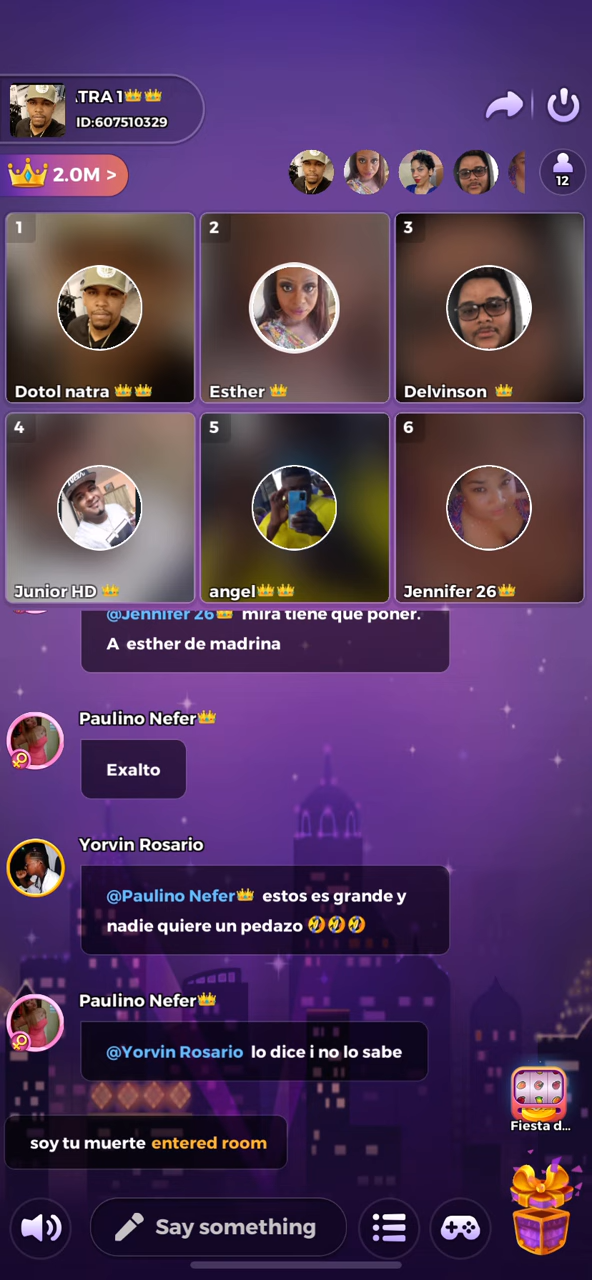 .TRA 1👑👑
ID:607510329
2.0M >
12
1
2
3
Dotol natra 👑👑
Esther 👑
Delvinson 👑
4
5
6
Junior HD 👑
angel👑👑
Jennifer 26👑
@Jennifer 26👑 mira tiene que poner.
A esther de madrina
Paulino Nefer👑
Exalto
Yorvin Rosario
@Paulino Nefer👑 estos es grande y
nadie quiere un pedazo 🤣🤣🤣
Paulino Nefer👑
@Yorvin Rosario lo dice i no lo sabe
Fiesta d...
soy tu muerte entered room
Say something